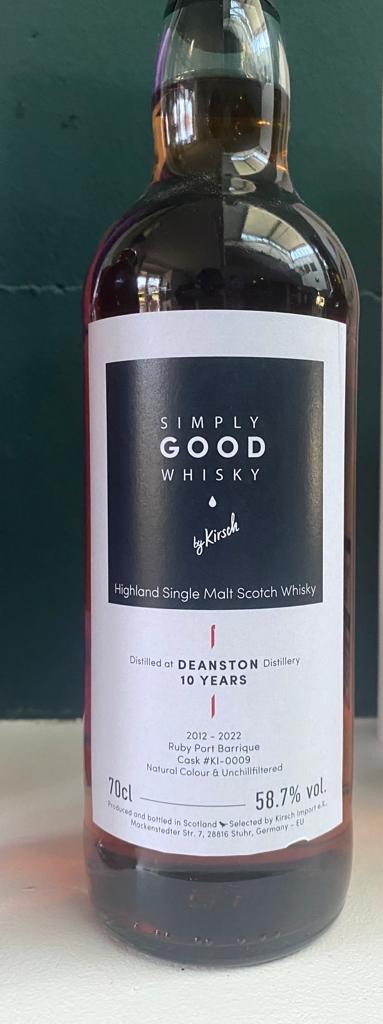 SIMPLY
GOOD
WHISKY
by Kirsch
Highland Single Malt Scotch Whisky
Distilled at DEANSTON Distillery
10 YEARS
2012 - 2022
Ruby Port Barrique
Cask #KI-0009
Natural Colour & Unchillfiltered
70cl 58.7% vol.
Produced and bottled in Scotland Selected by Kirsch Import e.K.,
Mackenstedter Str. 7, 28816 Stuhr, Germany - EU